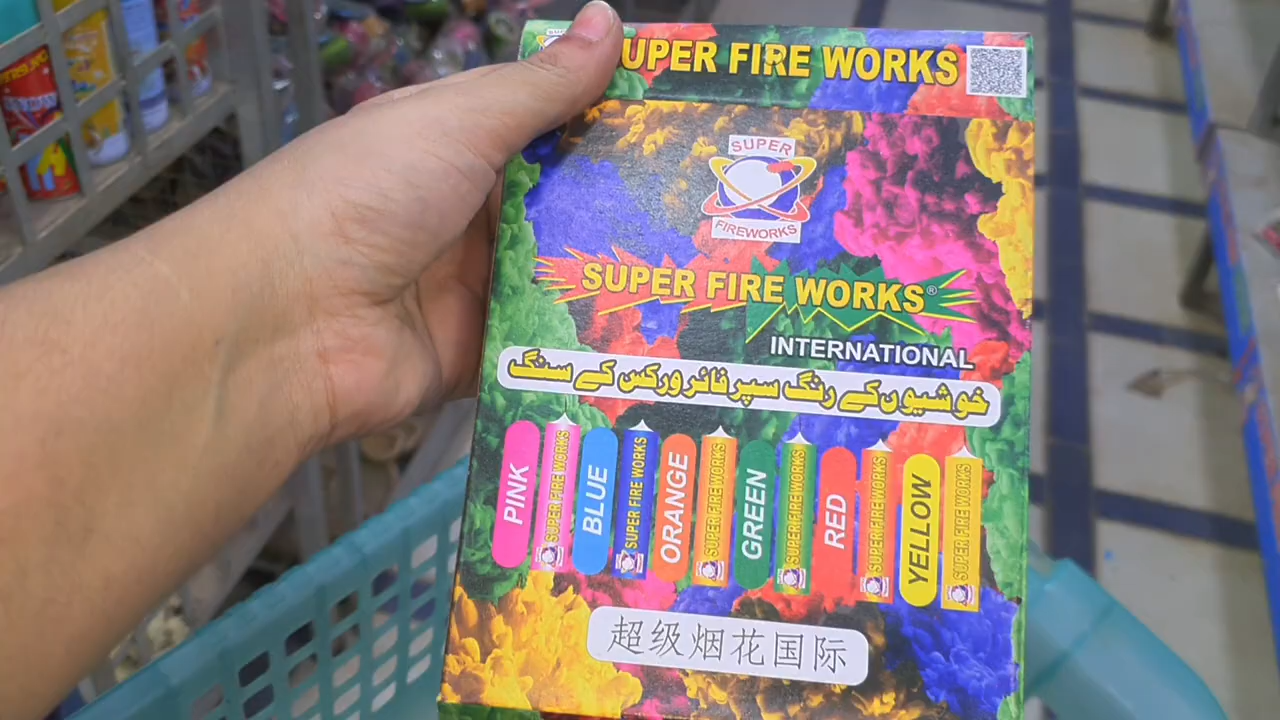 SUPER FIRE WORKS
SUPER
FIREWORKS
SUPER FIRE WORKS®
INTERNATIONAL
خوشیوں کے رنگ سپر فائر ورکس کے سنگ
PINK
SUPER FIRE WORKS
BLUE
SUPER FIRE WORKS
ORANGE
SUPER FIRE WORKS
GREEN
SUPER FIRE WORKS
RED
SUPER FIRE WORKS
YELLOW
SUPER FIRE WORKS
超级烟花国际